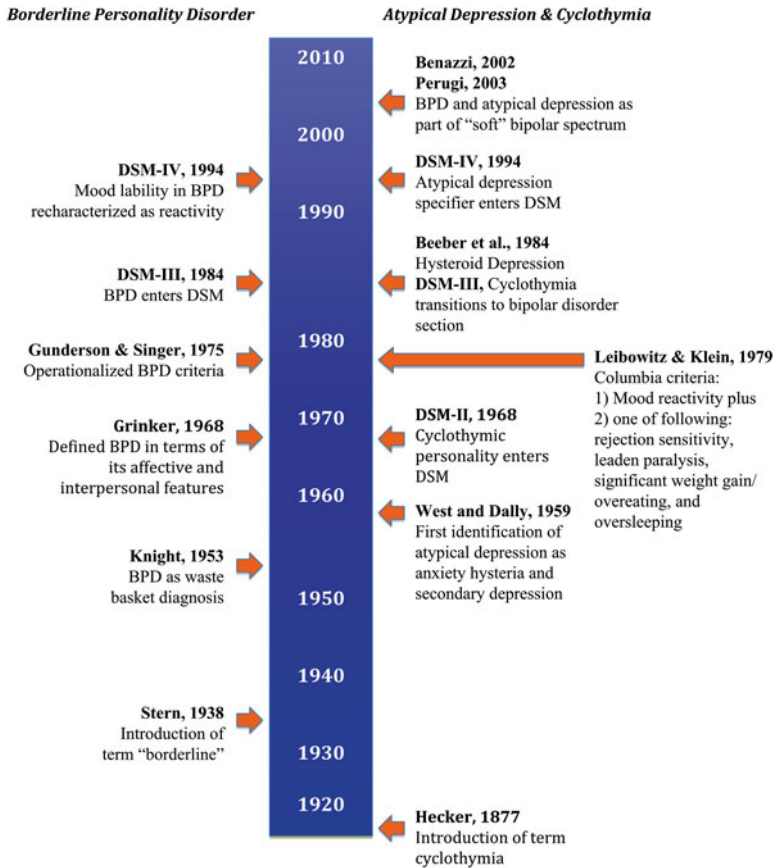 Borderline Personality Disorder
Atypical Depression & Cyclothymia
2010
Benazzi, 2002
Perugi, 2003
BPD and atypical depression as
part of “soft” bipolar spectrum
2000
DSM-IV, 1994
Mood lability in BPD
recharacterized as reactivity
DSM-IV, 1994
Atypical depression
specifier enters DSM
1990
DSM-III, 1984
BPD enters DSM
Beeber et al., 1984
Hysteroid Depression
DSM-III, Cyclothymia
transitions to bipolar disorder
section
1980
Gunderson & Singer, 1975
Operationalized BPD criteria
Leibowitz & Klein, 1979
Columbia criteria:
1) Mood reactivity plus
2) one of following:
rejection sensitivity,
leaden paralysis,
significant weight gain/
overeating, and
oversleeping
1970
Grinker, 1968
Defined BPD in terms of
its affective and
interpersonal features
DSM-II, 1968
Cyclothymic
personality enters
DSM
1960
West and Dally, 1959
First identification of
atypical depression as
anxiety hysteria and
secondary depression
Knight, 1953
BPD as waste
basket diagnosis
1950
1940
Stern, 1938
Introduction of
term “borderline”
1930
1920
Hecker, 1877
Introduction of term
cyclothymia